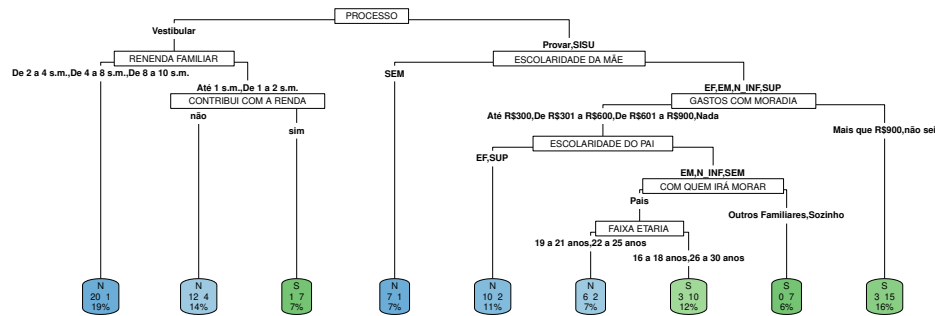 PROCESSO
Vestibular
Provar,SISU
RENENDA FAMILIAR
ESCOLARIDADE DA MÃE
De 2 a 4 s.m.,De 4 a 8 s.m.,De 8 a 10 s.m.
SEM
Até 1 s.m.,De 1 a 2 s.m.
EF,EM,N_INF,SUP
CONTRIBUI COM A RENDA
GASTOS COM MORADIA
não
Até R$300,De R$301 a R$600,De R$601 a R$900,Nada
sim
Mais que R$900,não sei
ESCOLARIDADE DO PAI
EF,SUP
EM,N_INF,SEM
COM QUEM IRÁ MORAR
Pais
Outros Familiares,Sozinho
FAIXA ETARIA
19 a 21 anos,22 a 25 anos
16 a 18 anos,26 a 30 anos
N
20 1
19%
N
12 4
14%
S
1 7
7%
N
7 1
7%
N
10 2
11%
N
6 2
7%
S
3 10
12%
S
0 7
6%
S
3 15
16%